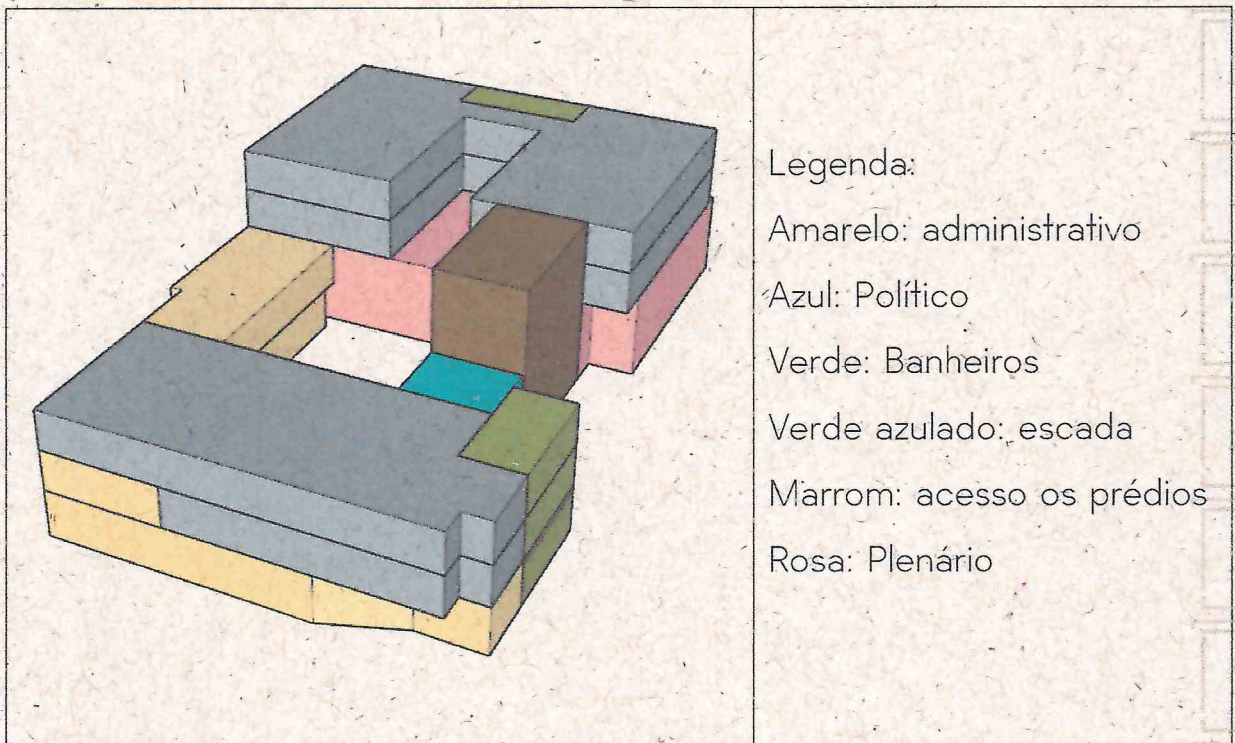 Legenda:
Amarelo: administrativo
Azul: Político
Verde: Banheiros
Verde azulado: escada
Marrom: acesso os prédios
Rosa: Plenário